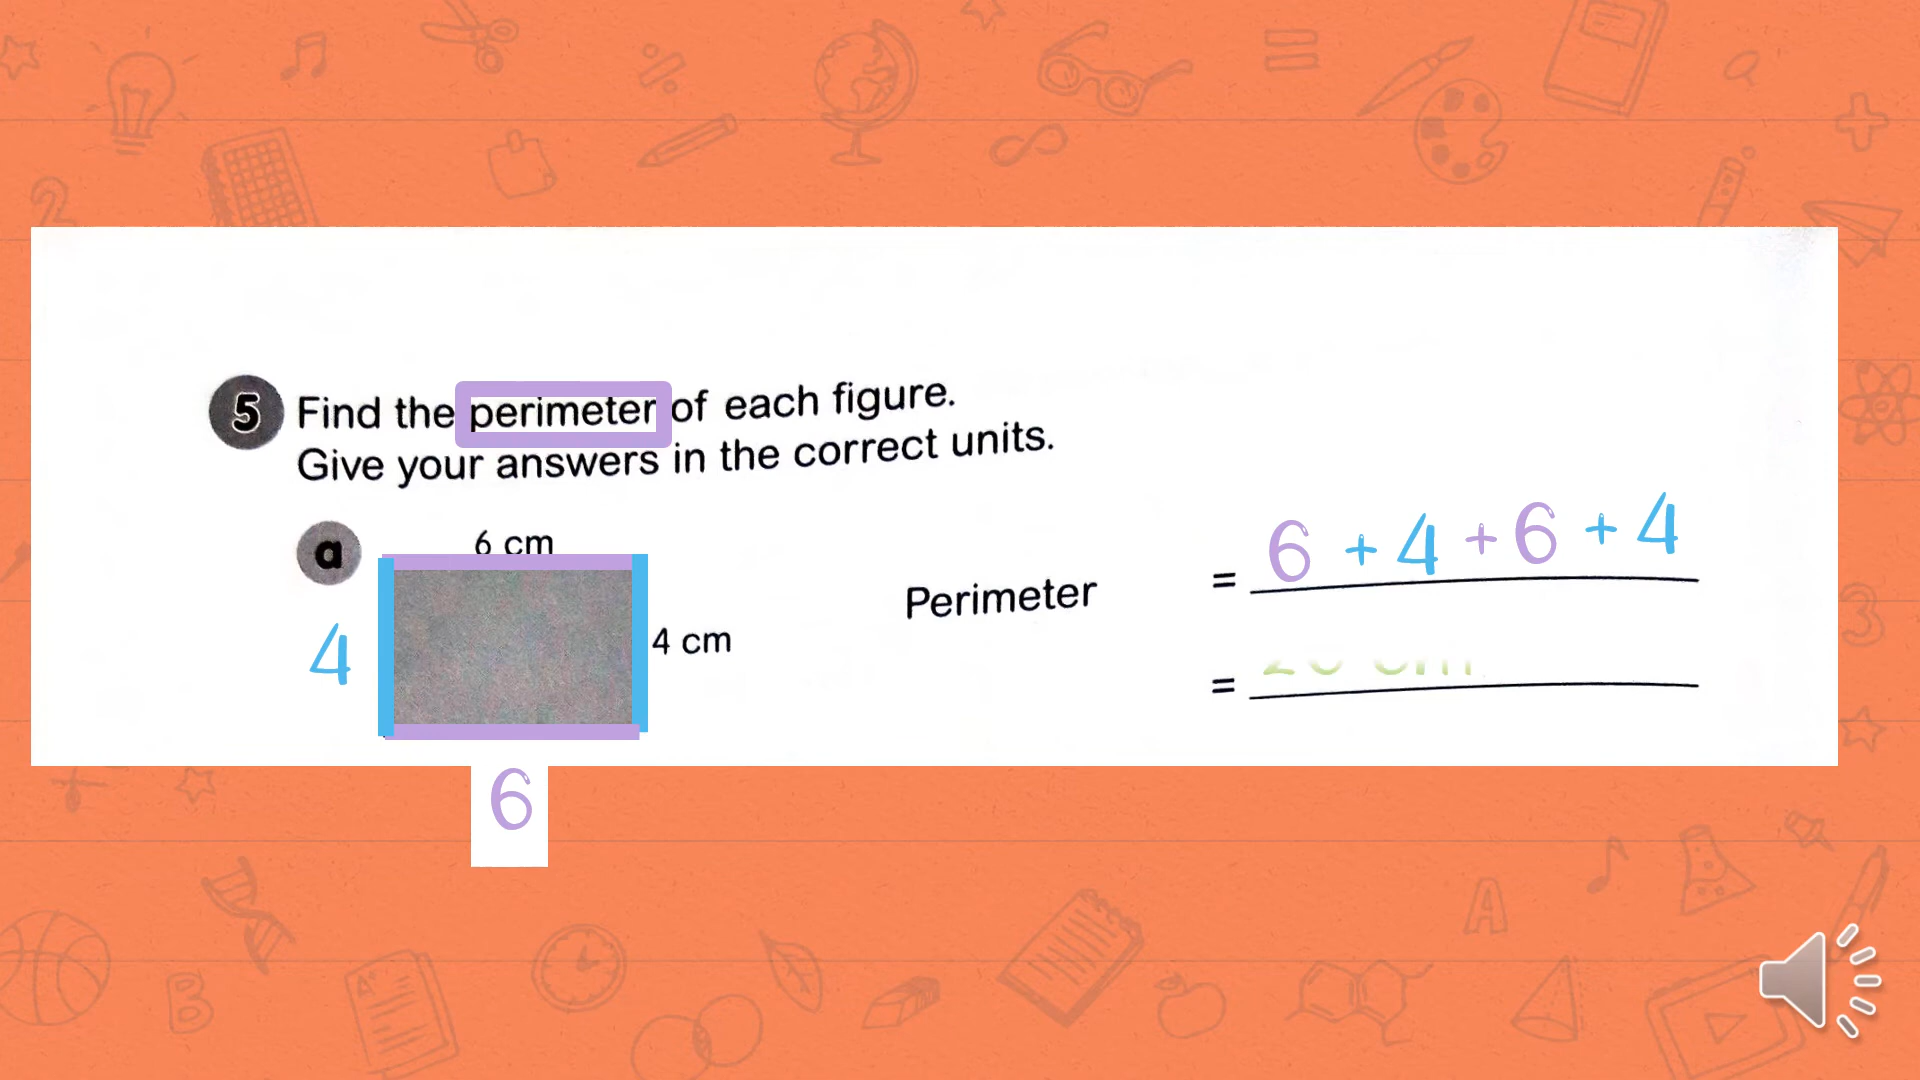 5 Find the perimeter of each figure.
Give your answers in the correct units.
a
6 cm
4
4 cm
6
Perimeter = 6 + 4 + 6 + 4
=